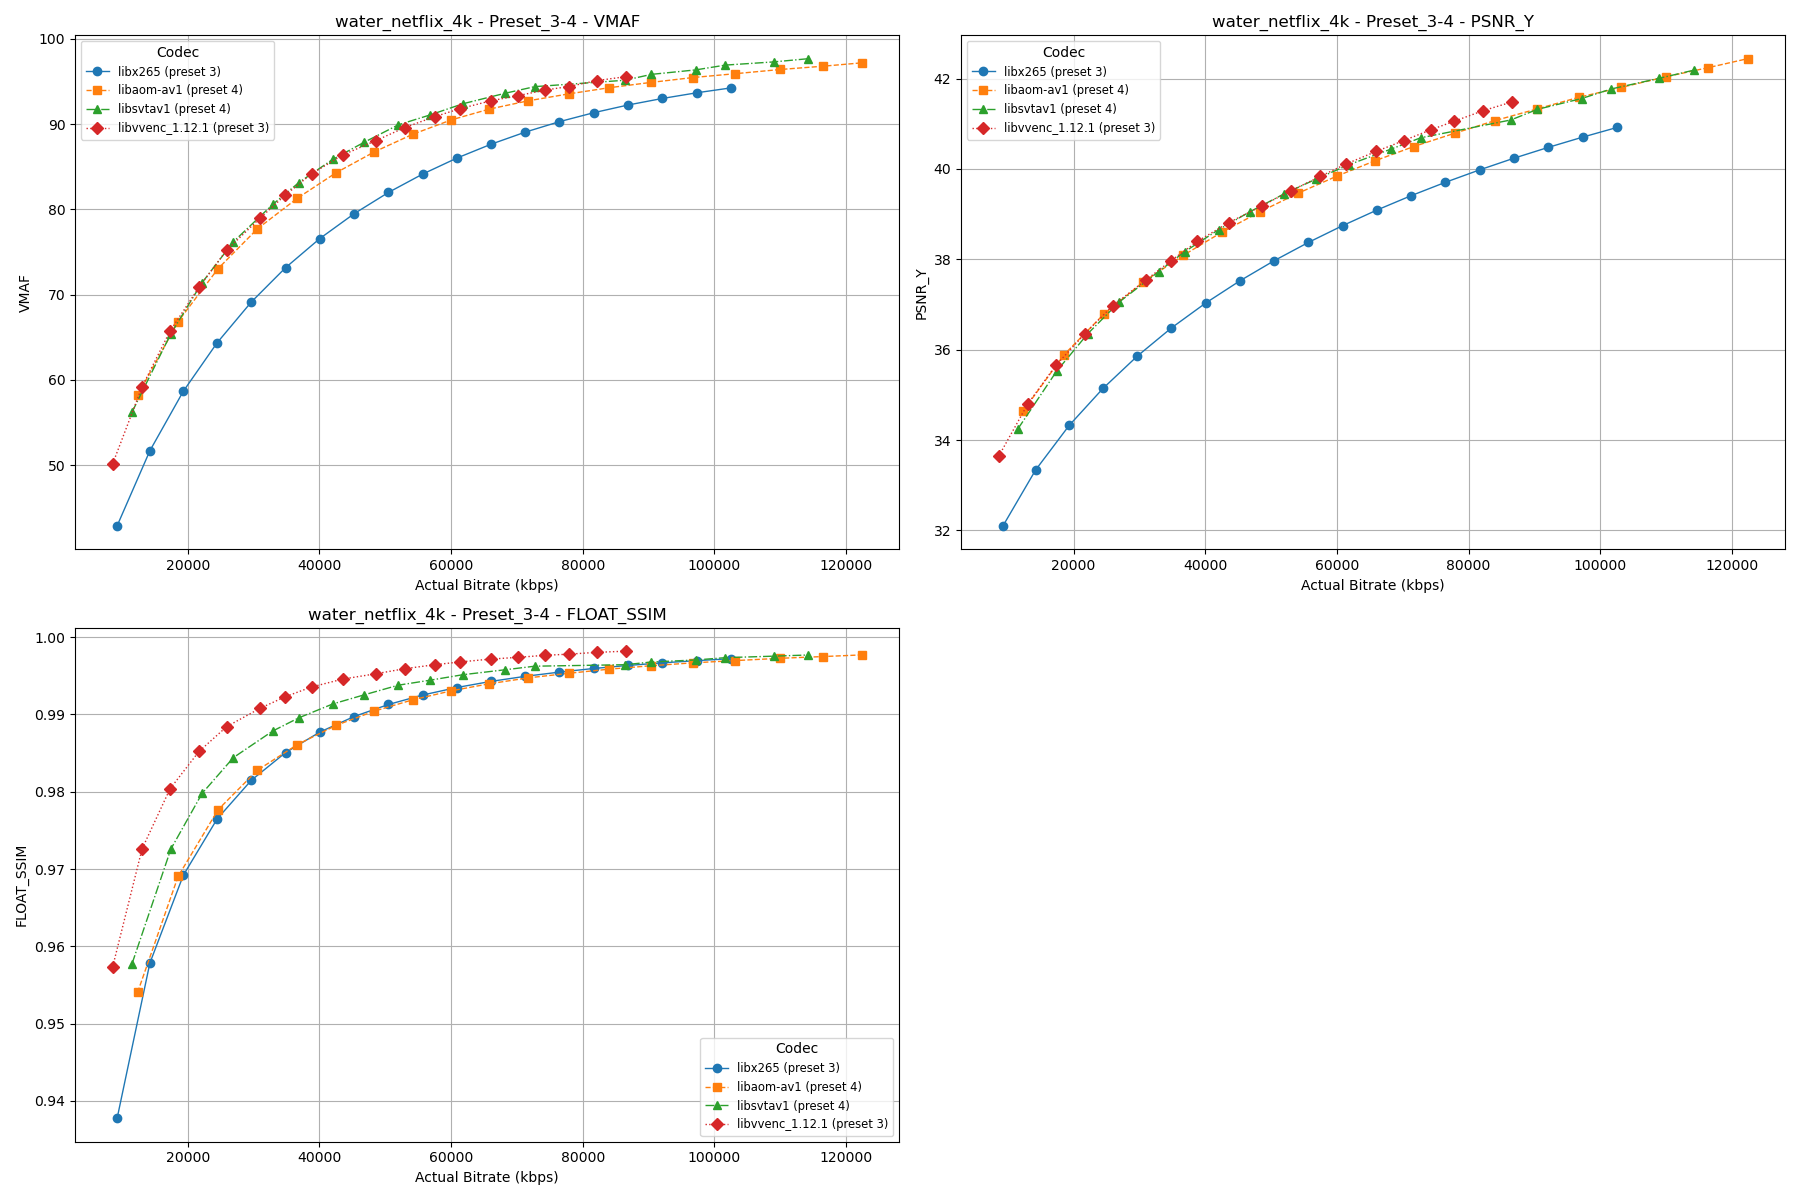 water_netflix_4k - Preset_3-4 - VMAF
Codec
libx265 (preset 3)
libaom-av1 (preset 4)
libsvtav1 (preset 4)
libvvenc_1.12.1 (preset 3)
100
90
80
70
60
50
VMAF
20000 40000 60000 80000 100000 120000
Actual Bitrate (kbps)
water_netflix_4k - Preset_3-4 - PSNR_Y
Codec
libx265 (preset 3)
libaom-av1 (preset 4)
libsvtav1 (preset 4)
libvvenc_1.12.1 (preset 3)
42
40
38
36
34
32
PSNR_Y
20000 40000 60000 80000 100000 120000
Actual Bitrate (kbps)
water_netflix_4k - Preset_3-4 - FLOAT_SSIM
1.00
0.99
0.98
0.97
0.96
0.95
0.94
FLOAT_SSIM
Codec
libx265 (preset 3)
libaom-av1 (preset 4)
libsvtav1 (preset 4)
libvvenc_1.12.1 (preset 3)
20000 40000 60000 80000 100000 120000
Actual Bitrate (kbps)